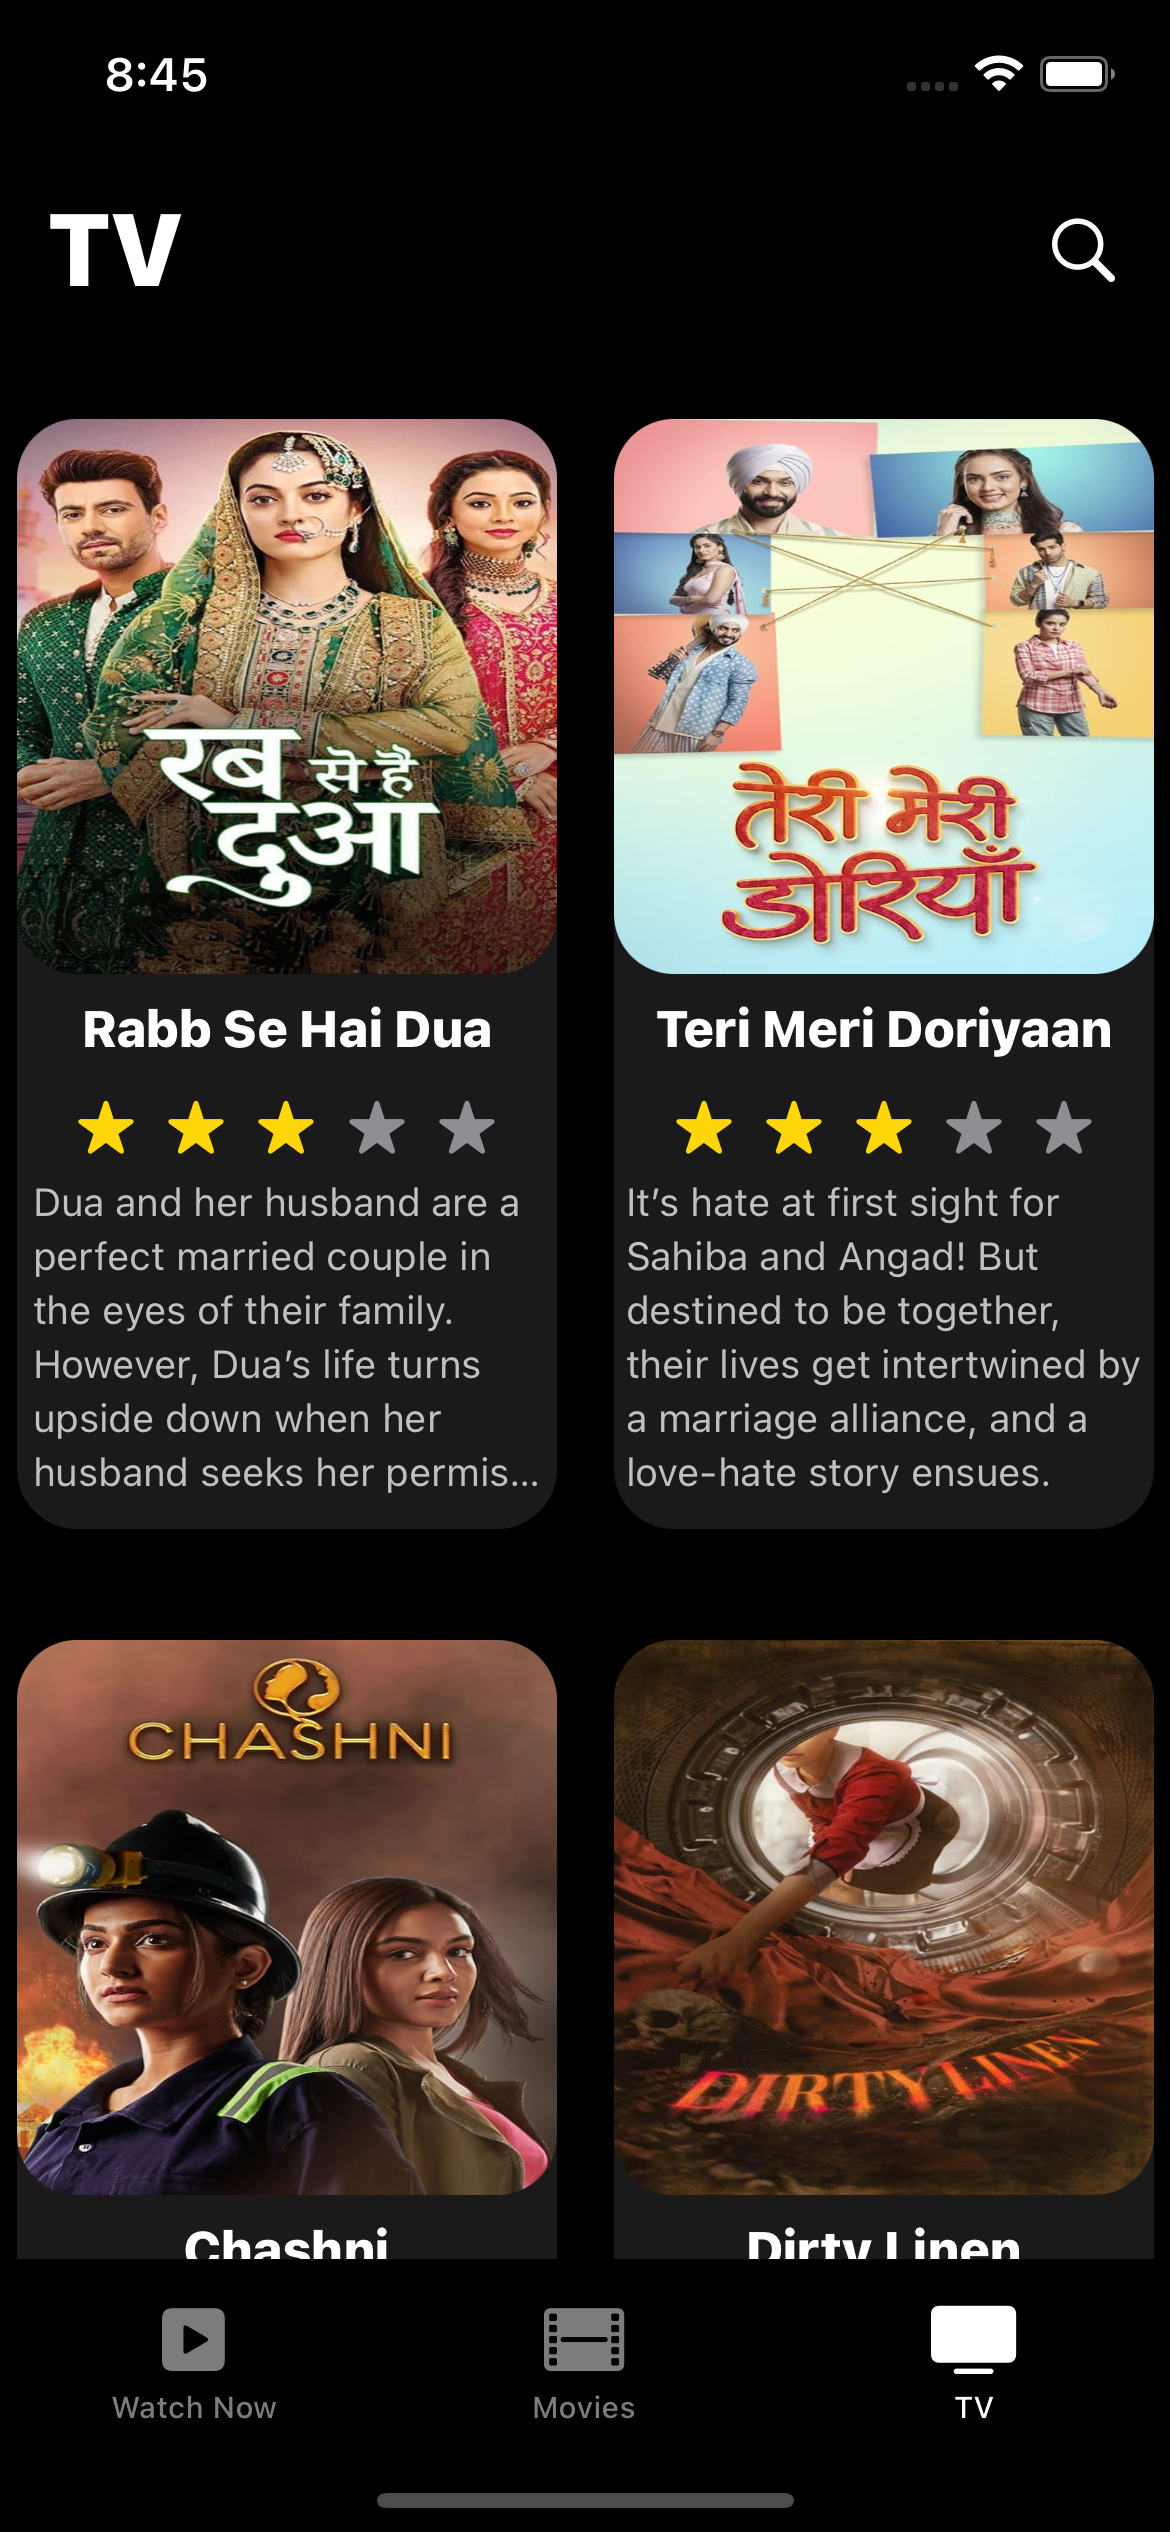 8:45
TV
रब से है
दुआ
तेरी मेरी
डोरियाँ
Rabb Se Hai Dua
Teri Meri Doriyaan
Dua and her husband are a
perfect married couple in
the eyes of their family.
However, Dua’s life turns
upside down when her
husband seeks her permis...
It’s hate at first sight for
Sahiba and Angad! But
destined to be together,
their lives get intertwined by
a marriage alliance, and a
love-hate story ensues.
CHASHNI
DIRTY LINEN
Chashni
Dirty Linen
Watch Now
Movies
TV